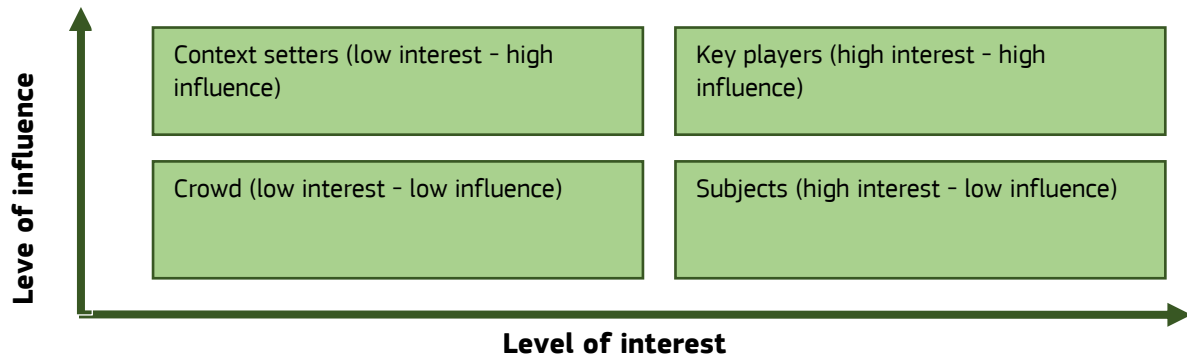 Leve of influence
Context setters (low interest - high
influence)
Key players (high interest - high
influence)
Crowd (low interest - low influence)
Subjects (high interest - low influence)
Level of interest